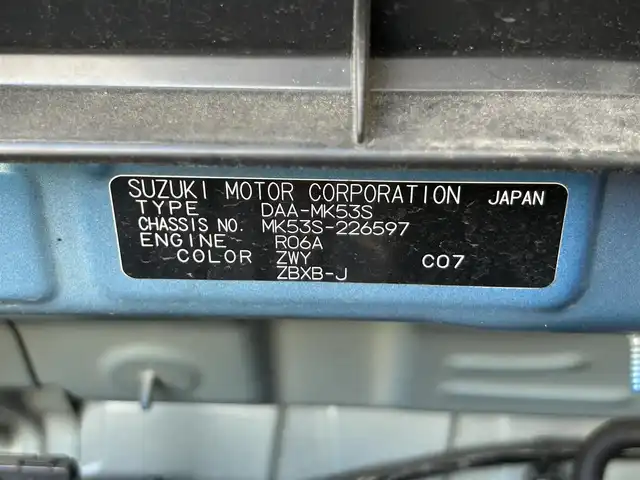 SUZUKI MOTOR CORPORATION JAPAN
TYPE DAA-MK53S
CHASSIS NO. MK53S-226597
ENGINE R06A
COLOR ZWY C07
ZBXB-J